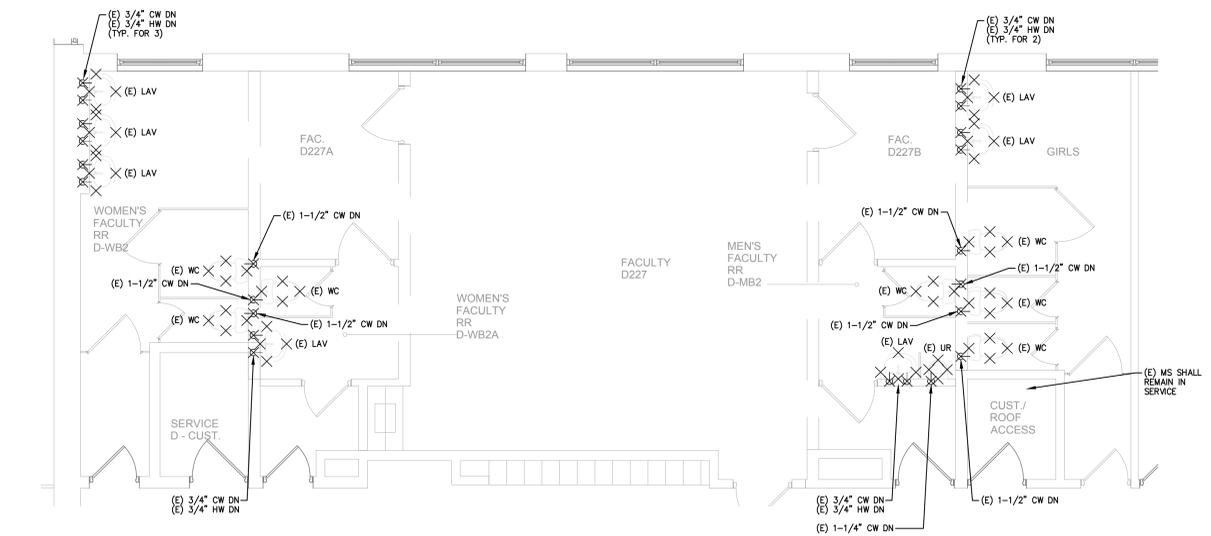 (E) 3/4" CW DN
(E) 3/4" HW DN
(TYP. FOR 3)
(E) 3/4" CW DN
(E) 3/4" HW DN
(TYP. FOR 2)
(E) LAV
(E) LAV
(E) LAV
(E) LAV
(E) LAV
FAC.
D227A
FAC.
D227B
GIRLS
WOMEN'S
FACULTY
RR
D-WB2
(E) 1-1/2" CW DN
(E) 1-1/2" CW DN
(E) WC
(E) WC
(E) 1-1/2" CW DN
(E) WC
(E) WC
(E) 1-1/2" CW DN
(E) LAV
WOMEN'S
FACULTY
RR
D-WB2A
FACULTY
D227
MEN'S
FACULTY
RR
D-MB2
(E) WC
(E) 1-1/2" CW DN
(E) WC
(E) WC
(E) 1-1/2" CW DN
(E) LAV
(E) UR
(E) WC
(E) MS SHALL
REMAIN IN
SERVICE
SERVICE
D - CUST.
CUST./
ROOF
ACCESS
(E) 3/4" CW DN
(E) 3/4" HW DN
(E) 3/4" CW DN
(E) 3/4" HW DN
(E) 1-1/4" CW DN
(E) 1-1/2" CW DN